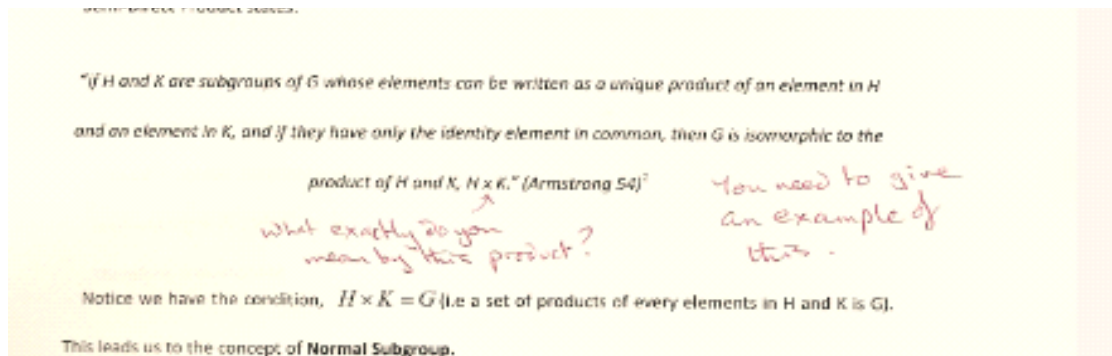 "if H and K are subgroups of G whose elements can be written as a unique product of an element in H
and an element in K, and if they have only the identity element in common, then G is isomorphic to the
product of H and K, H x K." (Armstrong 54)²
You need to give
an example of
this.
What exactly do you
mean by this product?
Notice we have the condition, H × K = G (i.e a set of products of every elements in H and K is G).
This leads us to the concept of Normal Subgroup.